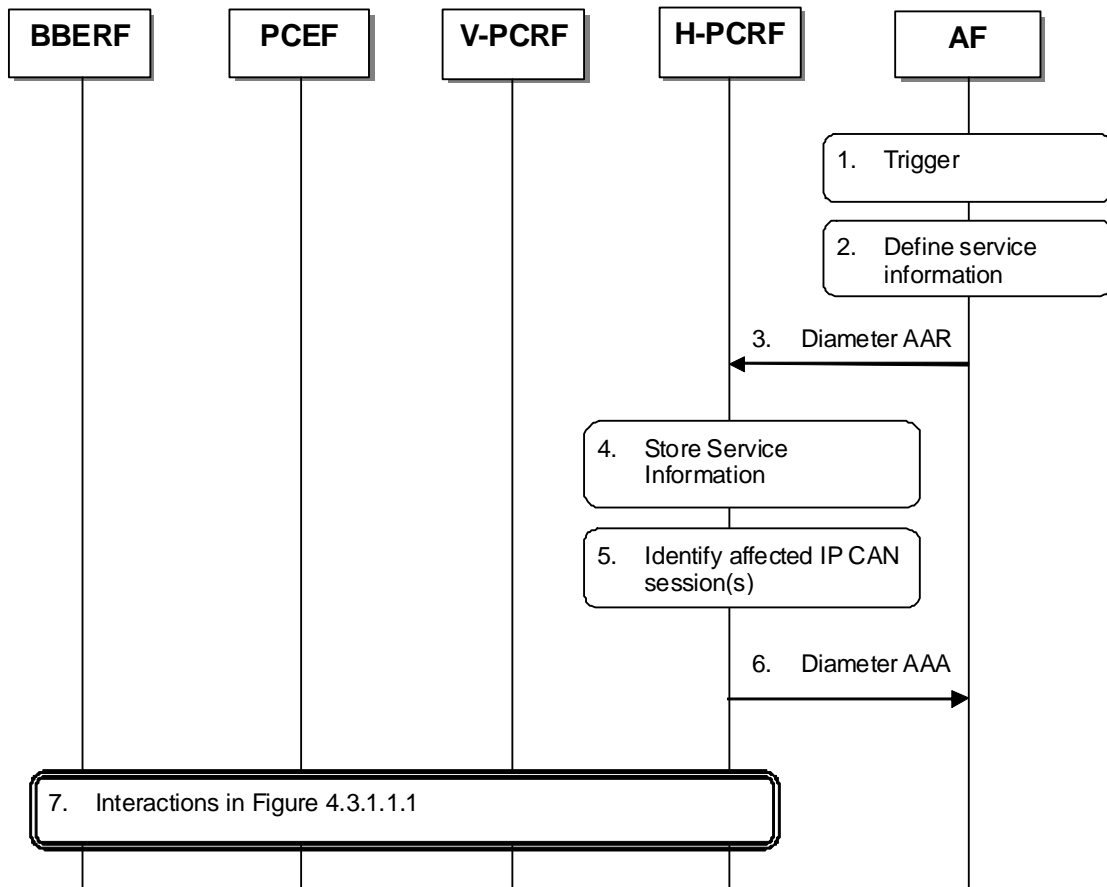 BBERF PCEF V-PCRF H-PCRF AF
1. Trigger
2. Define service
information
3. Diameter AAR
4. Store Service
Information
5. Identify affected IP CAN
session(s)
6. Diameter AAA
7. Interactions in Figure 4.3.1.1.1